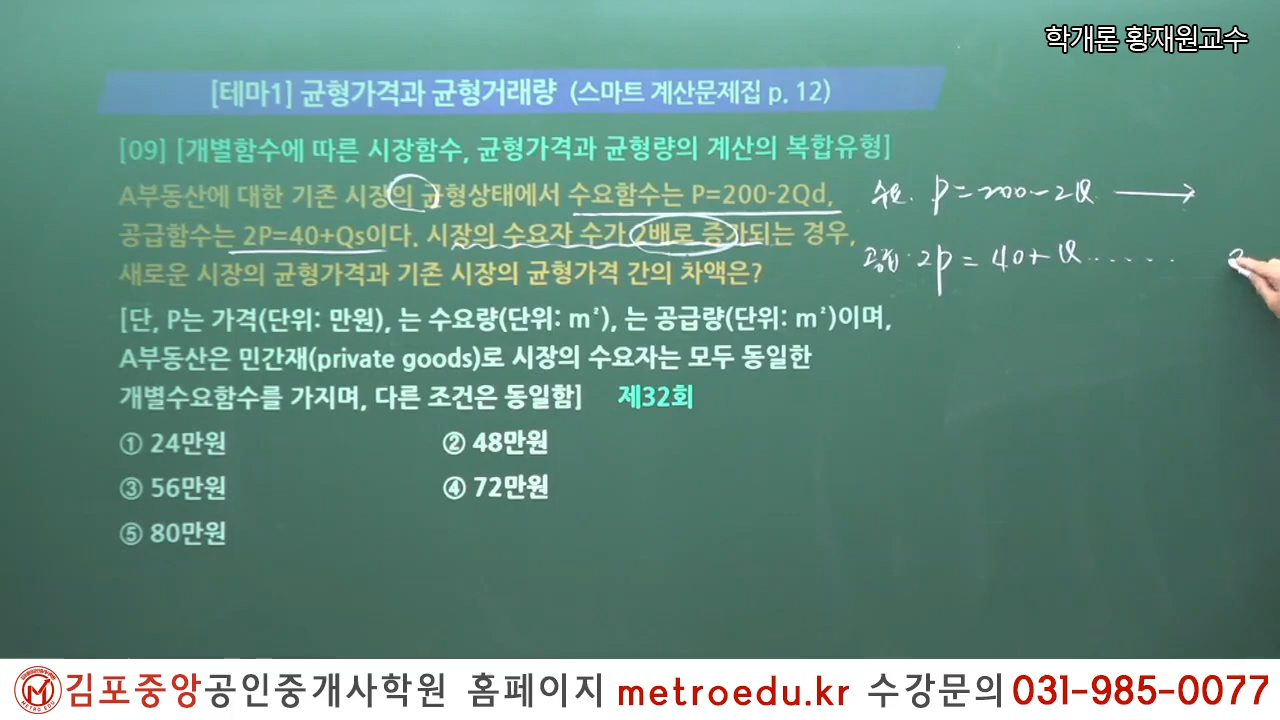 학개론 황재원교수
[테마1] 균형가격과 균형거래량 (스마트 계산문제집 p. 12)
[09] [개별함수에 따른 시장함수, 균형가격과 균형량의 계산의 복합유형]
A부동산에 대한 기존 시장의 균형상태에서 수요함수는 P=200-2Qd,
공급함수는 2P=40+Qs이다. 시장의 수요자 수가 2배로 증가되는 경우,
새로운 시장의 균형가격과 기존 시장의 균형가격 간의 차액은?
[단, P는 가격(단위: 만원), 는 수요량(단위: m²), 는 공급량(단위: m²)이며,
A부동산은 민간재(private goods)로 시장의 수요자는 모두 동일한
개별수요함수를 가지며, 다른 조건은 동일함] 제32회
① 24만원 ② 48만원
③ 56만원 ④ 72만원
⑤ 80만원
수요. P=200-2Q →
공급. 2P=40+Q ......
김포중앙공인중개사학원 홈페이지 metroedu.kr 수강문의 031-985-0077